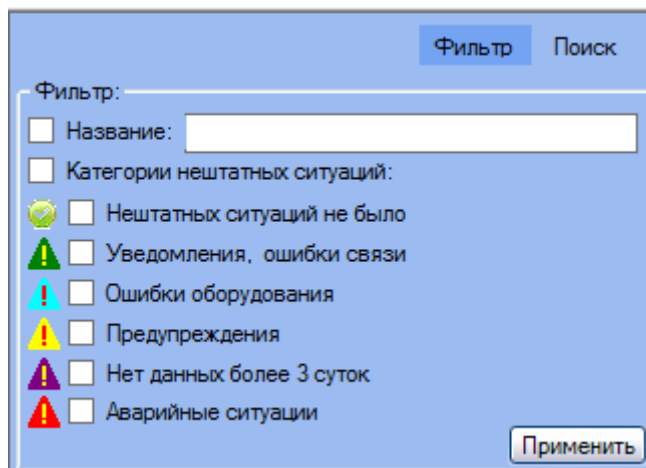 Фильтр Поиск
Фильтр:
Название:
Категории нештатных ситуаций:
Нештатных ситуаций не было
Уведомления, ошибки связи
Ошибки оборудования
Предупреждения
Нет данных более 3 суток
Аварийные ситуации
Применить